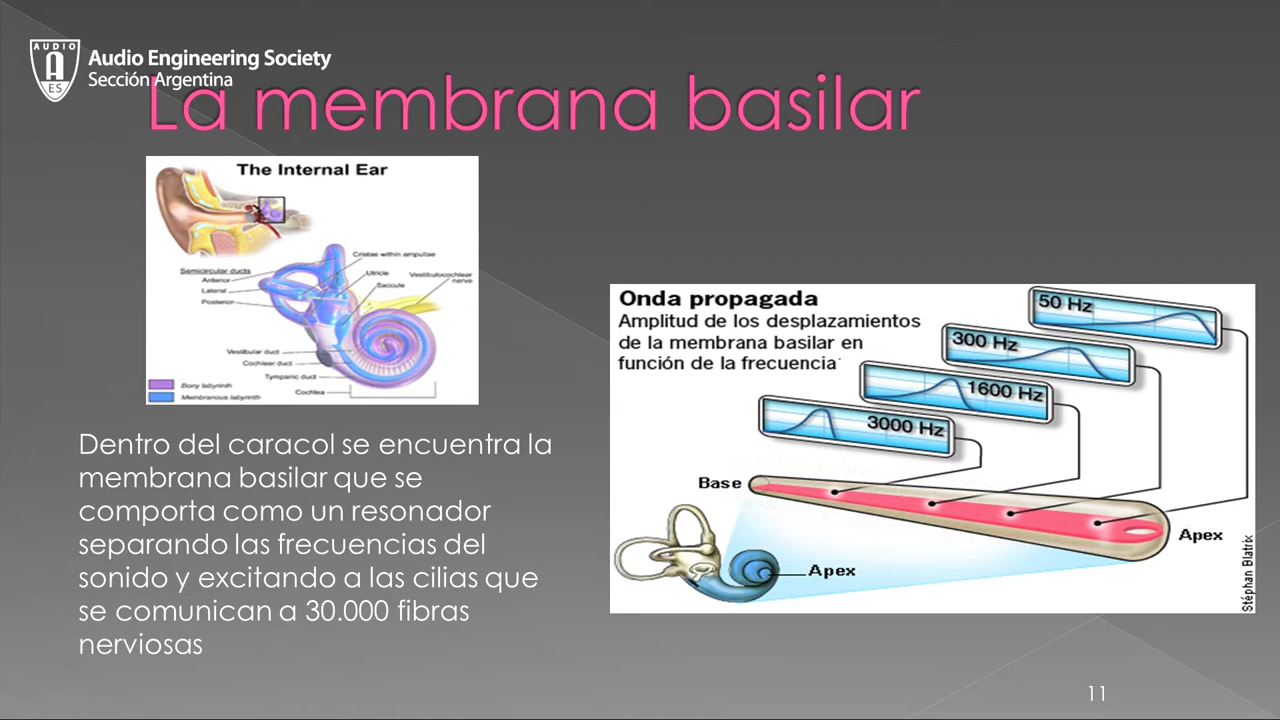 AUDIO
A
ES
Audio Engineering Society
Sección Argentina
La membrana basilar
The Internal Ear
Cristae within ampullae
Semicircular ducts
Utricle
Vestibulocochlear
nerve
Anterior
Saccule
Lateral
Posterior
Vestibular duct
Cochlear duct
Tympanic duct
Cochlea
Bony labyrinth
Membranous labyrinth
Dentro del caracol se encuentra la
membrana basilar que se
comporta como un resonador
separando las frecuencias del
sonido y excitando a las cilias que
se comunican a 30.000 fibras
nerviosas
Onda propagada
Amplitud de los desplazamientos
de la membrana basilar en
función de la frecuencia
50 Hz
300 Hz
1600 Hz
3000 Hz
Base
Apex
Apex
Stéphan Blatrix
11